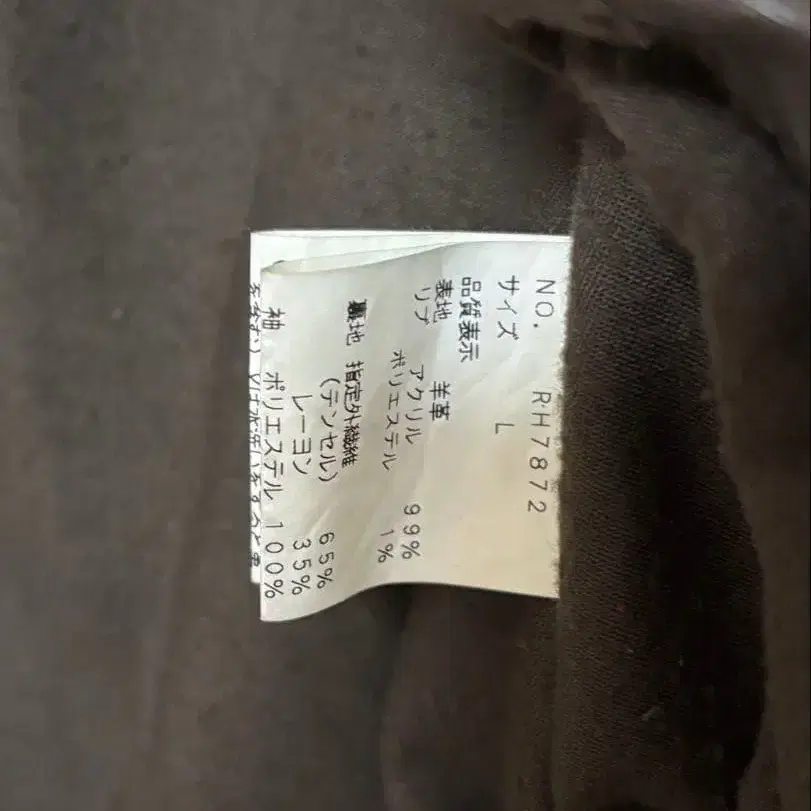 NO. RH7872
サイズ L
品質表示
表地 羊革
リブ アクリル 99%
ポリエステル 1%
裏地 指定外繊維
(テンセル) 65%
レーヨン 35%
袖 ポリエステル 100%